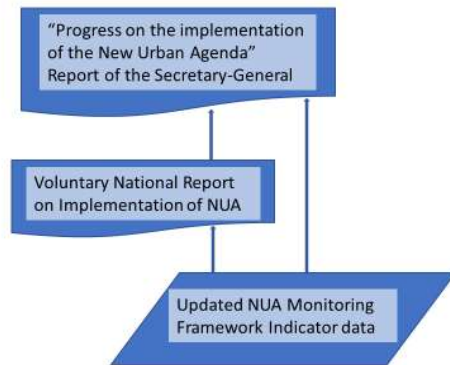 “Progress on the implementation
of the New Urban Agenda”
Report of the Secretary-General
Voluntary National Report
on Implementation of NUA
Updated NUA Monitoring
Framework Indicator data